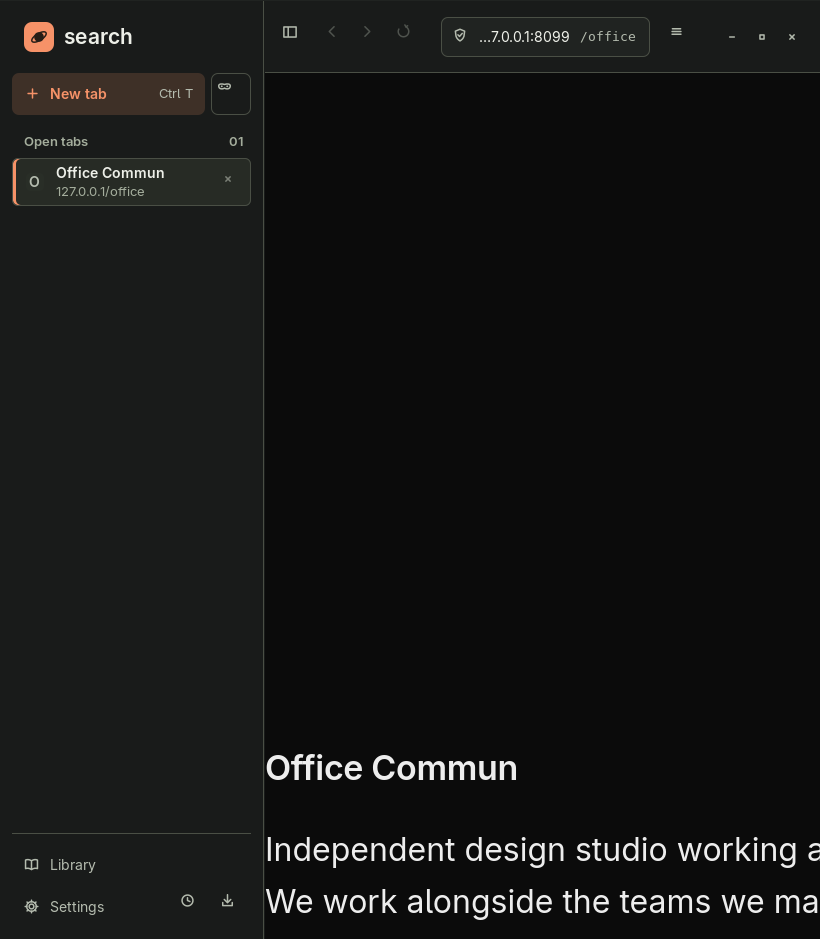 search
New tab Ctrl T
Open tabs 01
O Office Commun
127.0.0.1/office
Library
Settings
...7.0.0.1:8099 /office
Office Commun
Independent design studio working a
We work alongside the teams we ma